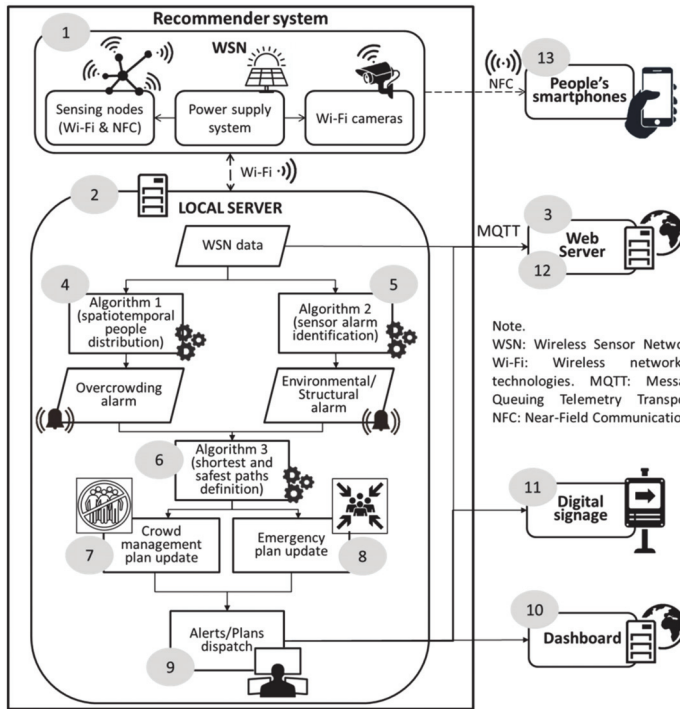 Recommender system
1
WSN
Sensing nodes
(Wi-Fi & NFC)
Power supply
system
Wi-Fi cameras
NFC
13
People's
smartphones
Wi-Fi
2
LOCAL SERVER
WSN data
MQTT
3
Web
Server
12
4
Algorithm 1
(spatiotemporal
people
distribution)
5
Algorithm 2
(sensor alarm
identification)
Note.
WSN: Wireless Sensor Netwo
Wi-Fi: Wireless network
technologies. MQTT: Messa
Queuing Telemetry Transpo
NFC: Near-Field Communicatio
Overcrowding
alarm
Environmental/
Structural alarm
6
Algorithm 3
(shortest and
safest paths
definition)
11
Digital
signage
7
Crowd
management
plan update
Emergency
plan update
8
Alerts/Plans
dispatch
9
10
Dashboard